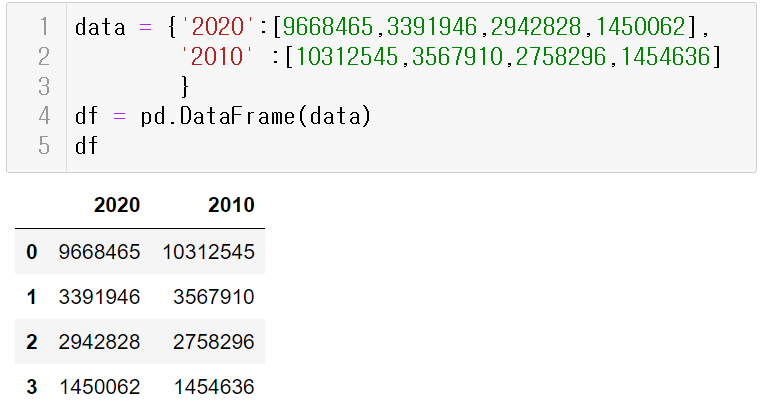 1 data = {'2020':[9668465,3391946,2942828,1450062],
2 '2010' :[10312545,3567910,2758296,1454636]
3 }
4 df = pd.DataFrame(data)
5 df
2020 2010
0 9668465 10312545
1 3391946 3567910
2 2942828 2758296
3 1450062 1454636